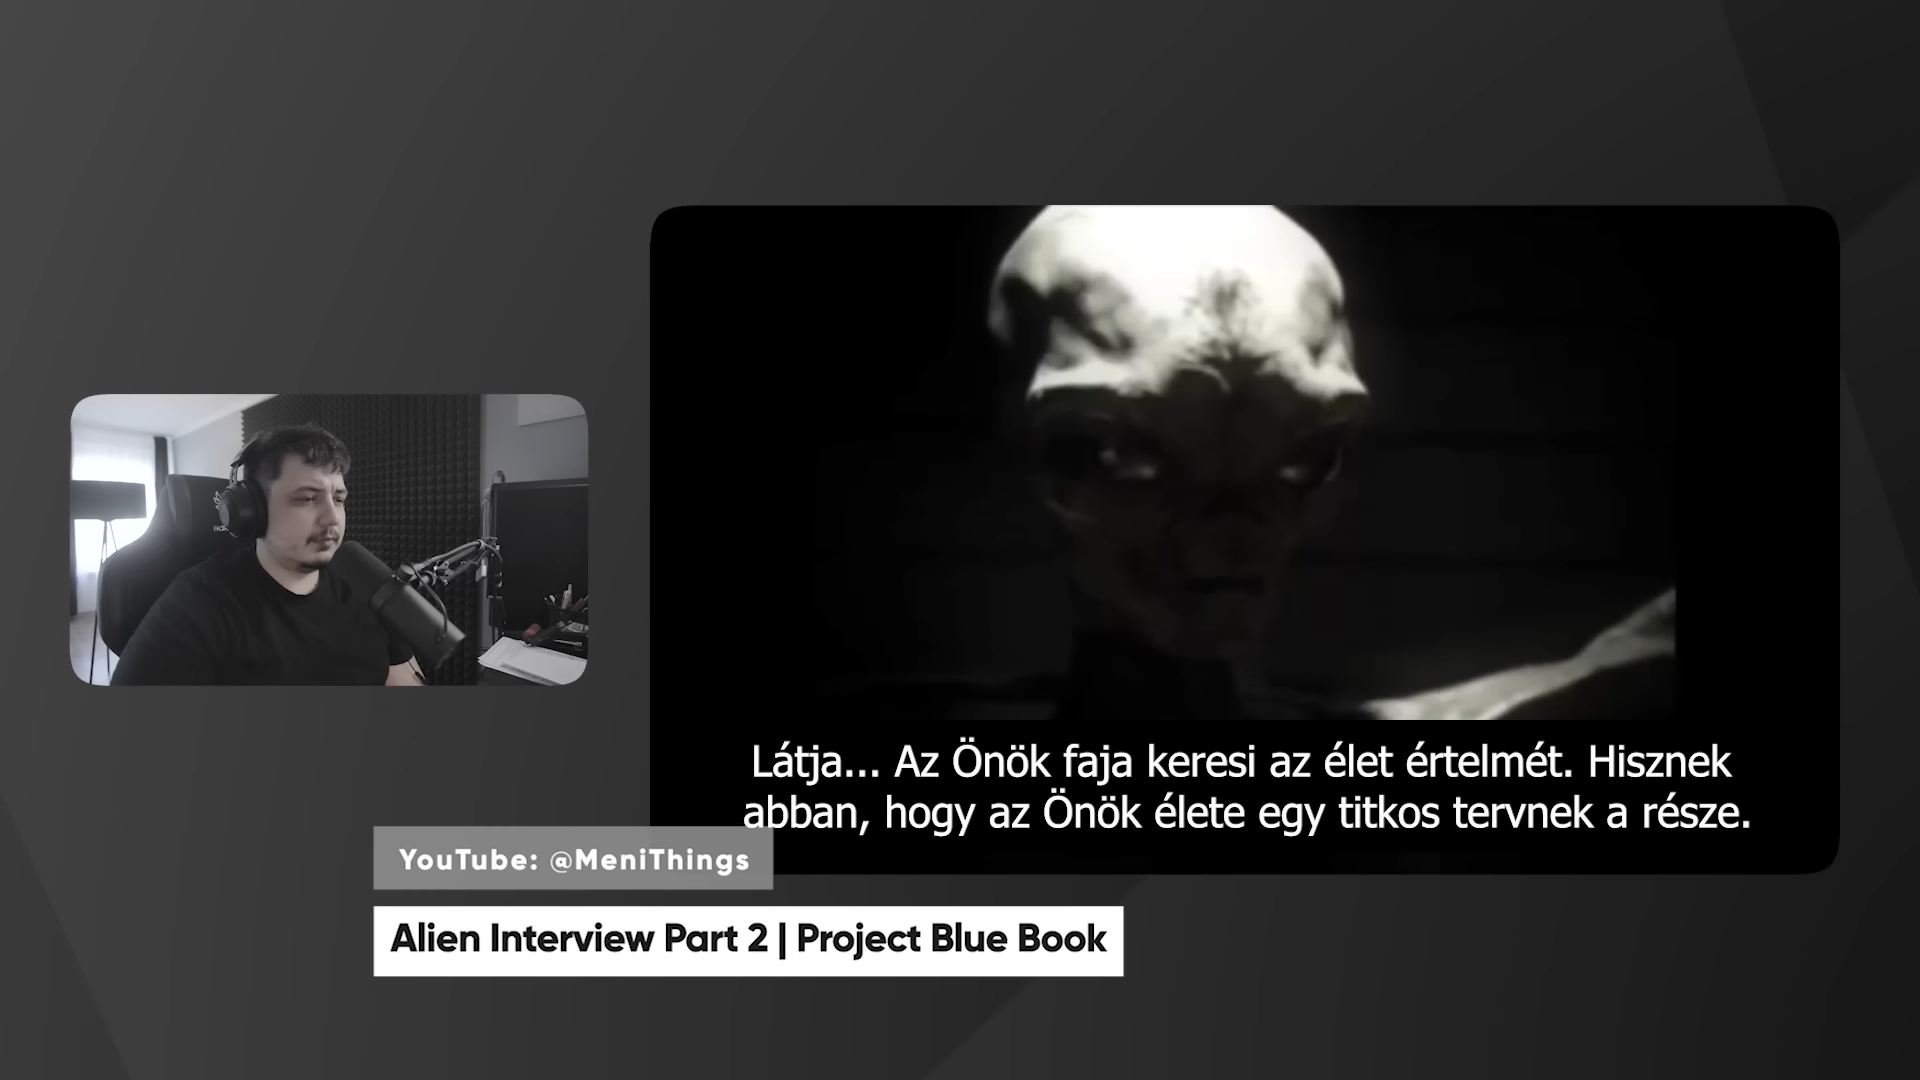 Látja... Az Önök faja keresi az élet értelmét. Hisznek
abban, hogy az Önök élete egy titkos tervnek a része.
YouTube: @MeniThings
Alien Interview Part 2 | Project Blue Book